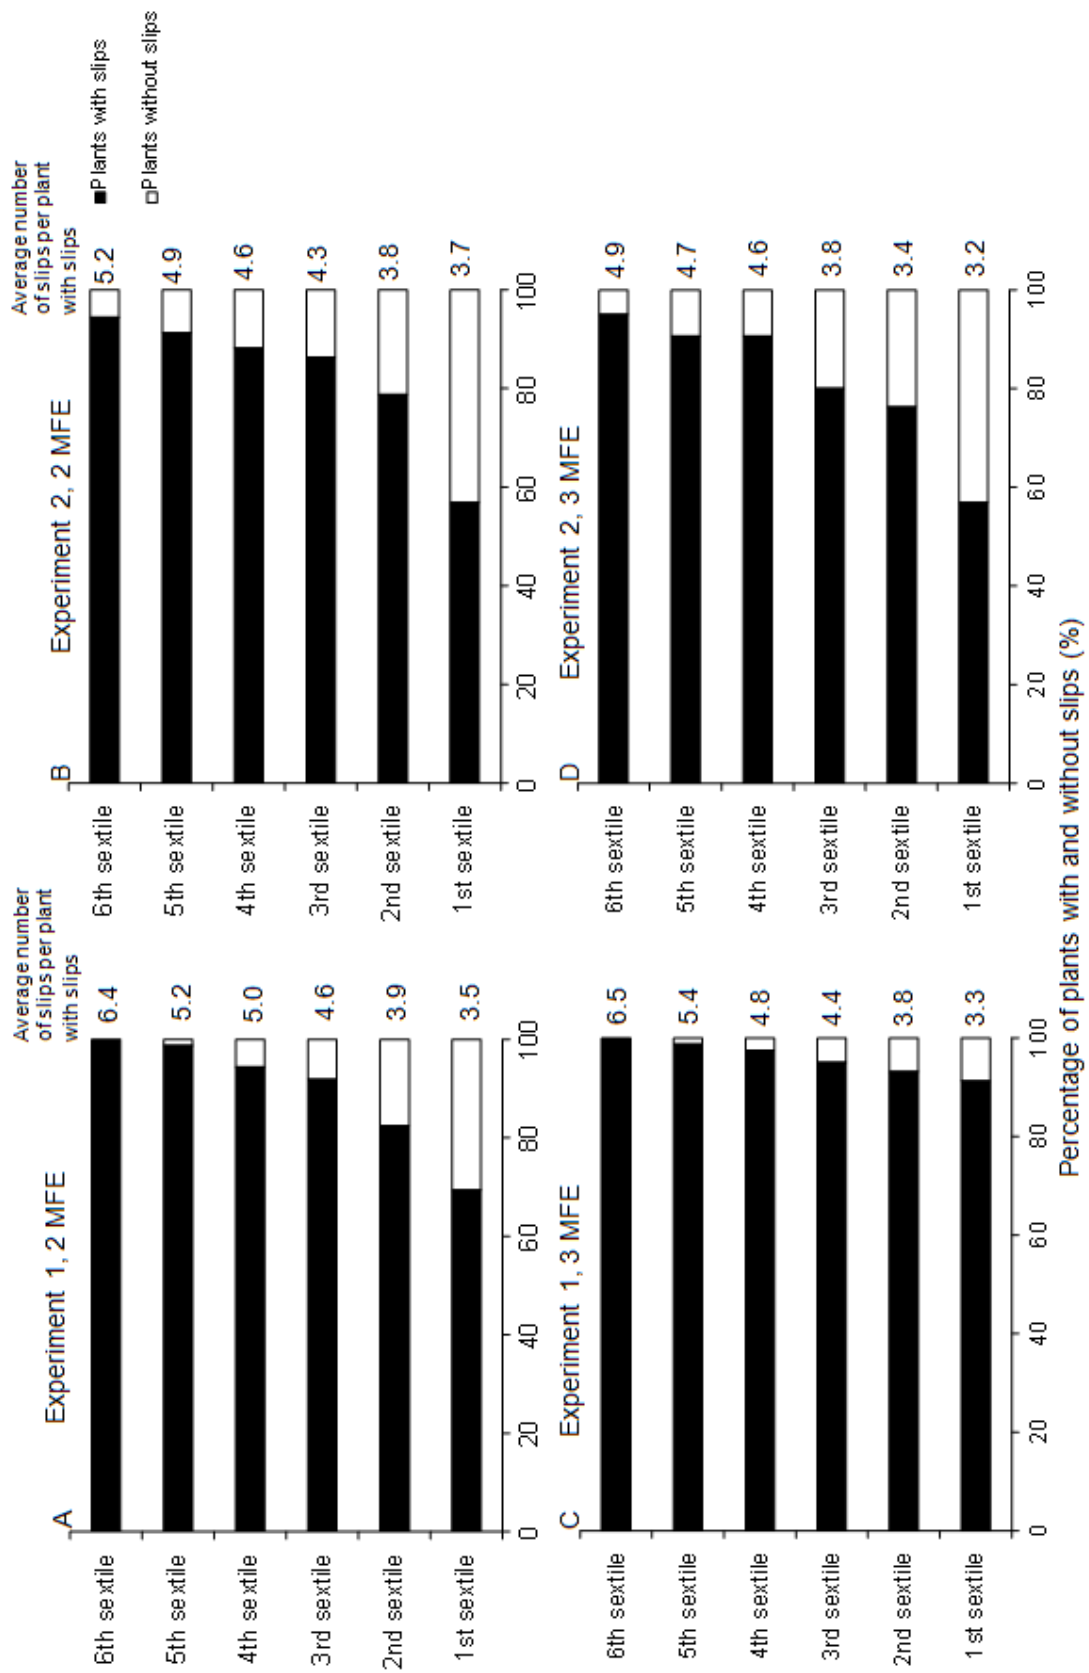 Average number
of slips per plant
with slips
A
Experiment 1, 2 MFE
6th sextile
6.4
5th sextile
5.2
4th sextile
5.0
3rd sextile
4.6
2nd sextile
3.9
1st sextile
3.5
0 20 40 60 80 100
Average number
of slips per plant
with slips
B
Experiment 2, 2 MFE
6th sextile
5.2
5th sextile
4.9
4th sextile
4.6
3rd sextile
4.3
2nd sextile
3.8
1st sextile
3.7
0 20 40 60 80 100
Plants with slips
Plants without slips
C
Experiment 1, 3 MFE
6th sextile
6.5
5th sextile
5.4
4th sextile
4.8
3rd sextile
4.4
2nd sextile
3.8
1st sextile
3.3
0 20 40 60 80 100
D
Experiment 2, 3 MFE
6th sextile
4.9
5th sextile
4.7
4th sextile
4.6
3rd sextile
3.8
2nd sextile
3.4
1st sextile
3.2
0 20 40 60 80 100
Percentage of plants with and without slips (%)